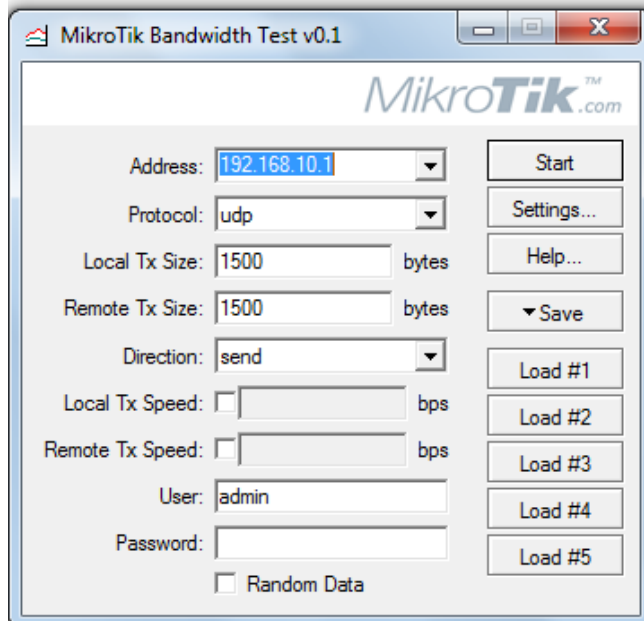 MikroTik Bandwidth Test v0.1
MikroTik™.com
Address: 192.168.10.1 Start
Protocol: udp Settings...
Local Tx Size: 1500 bytes Help...
Remote Tx Size: 1500 bytes Save
Direction: send Load #1
Local Tx Speed: bps Load #2
Remote Tx Speed: bps Load #3
User: admin Load #4
Password: Load #5
Random Data